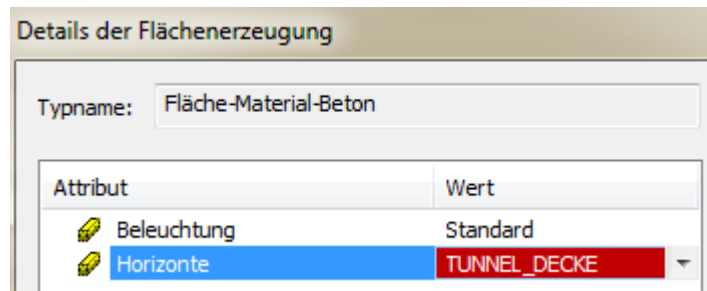 Details der Flächenerzeugung
Typname: Fläche-Material-Beton
Attribut Wert
Beleuchtung Standard
Horizonte TUNNEL_DECKE